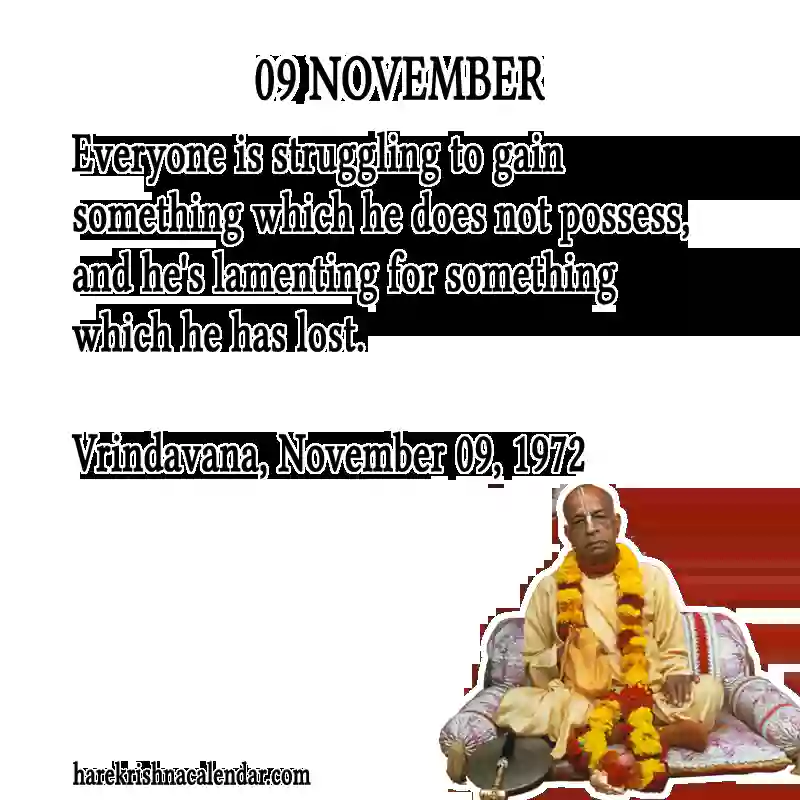 09 NOVEMBER
Everyone is struggling to gain
something which he does not possess,
and he's lamenting for something
which he has lost.
Vrindavana, November 09, 1972
harekrishnacalendar.com